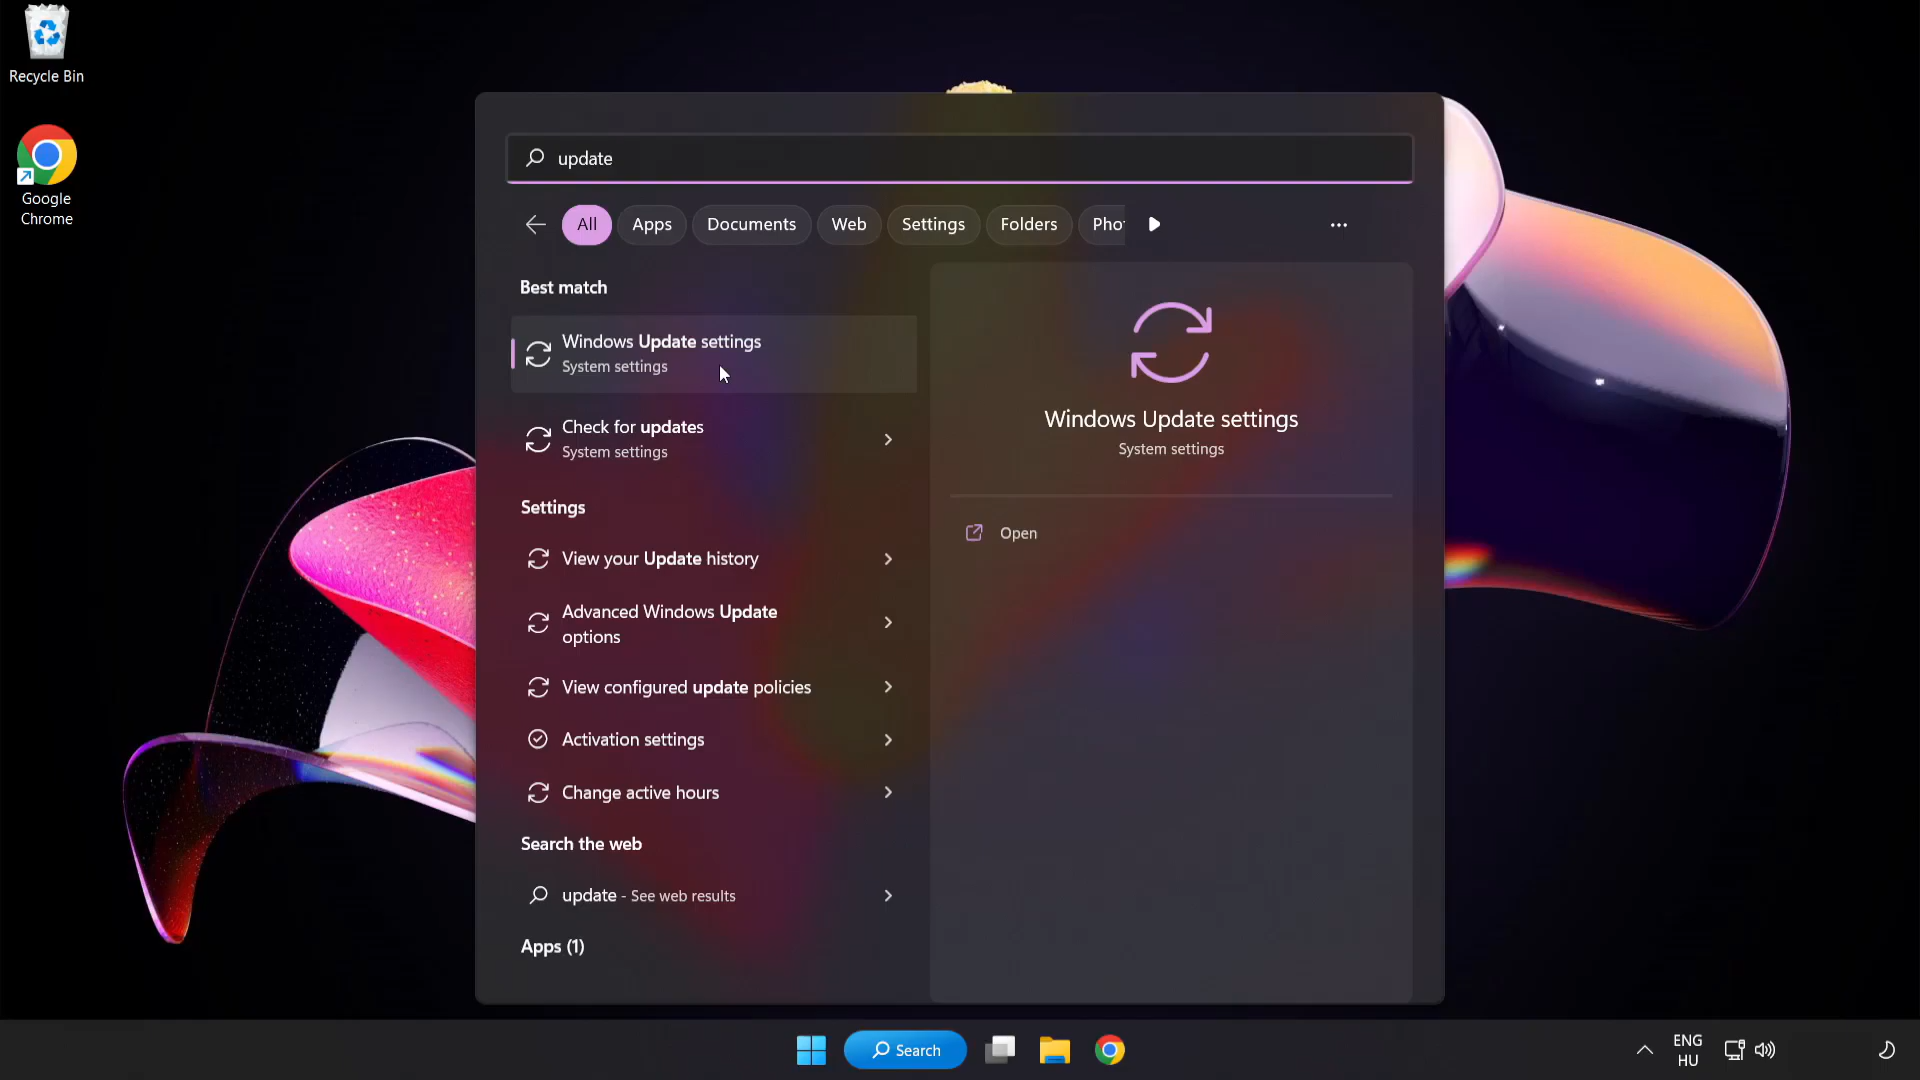 Recycle Bin
Google
Chrome
update
All
Apps
Documents
Web
Settings
Folders
Pho
Best match
Windows Update settings
System settings
Check for updates
System settings
Settings
View your Update history
Advanced Windows Update
options
View configured update policies
Activation settings
Change active hours
Search the web
update - See web results
Apps (1)
Windows Update settings
System settings
Open
Search
ENG
HU